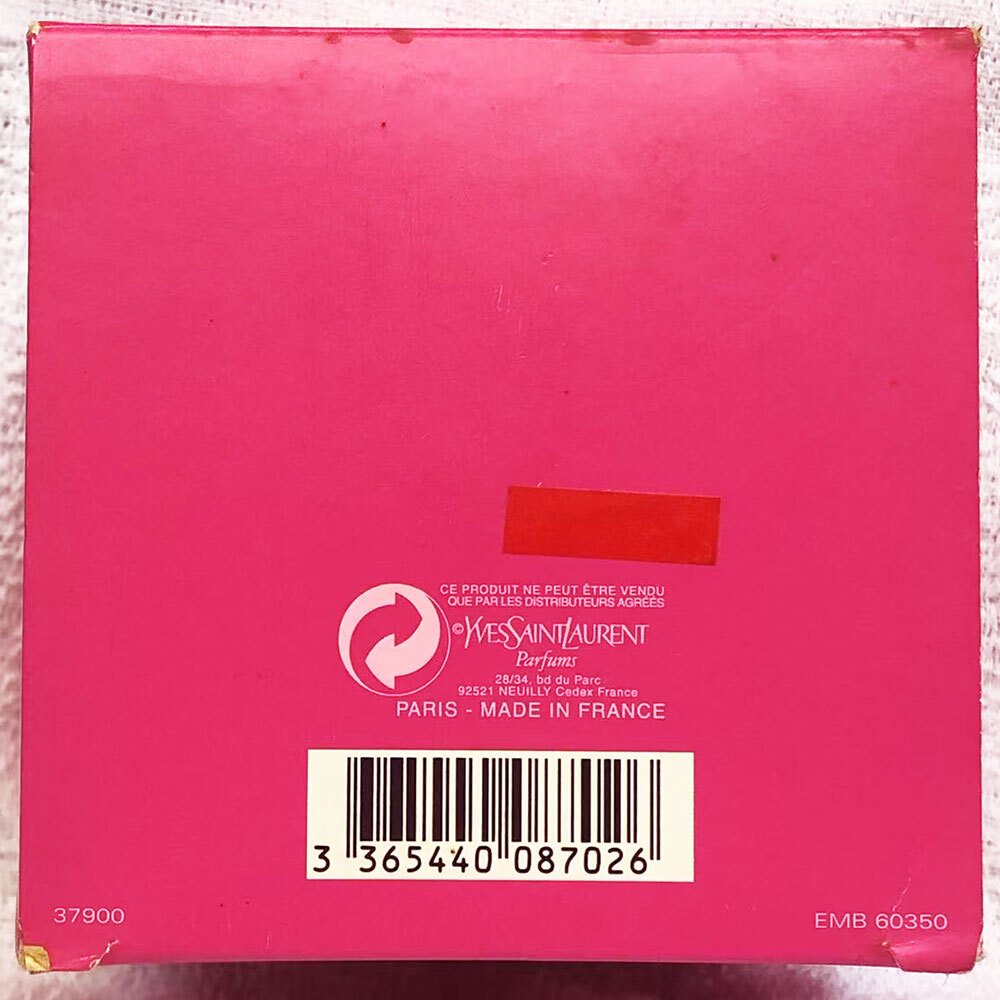 CE PRODUIT NE PEUT ÊTRE VENDU
QUE PAR LES DISTRIBUTEURS AGRÉÉS
©YVESSAINTLAURENT
Parfums
28/34, bd du Parc
92521 NEUILLY Cedex France
PARIS - MADE IN FRANCE
3 365440 087026
37900
EMB 60350